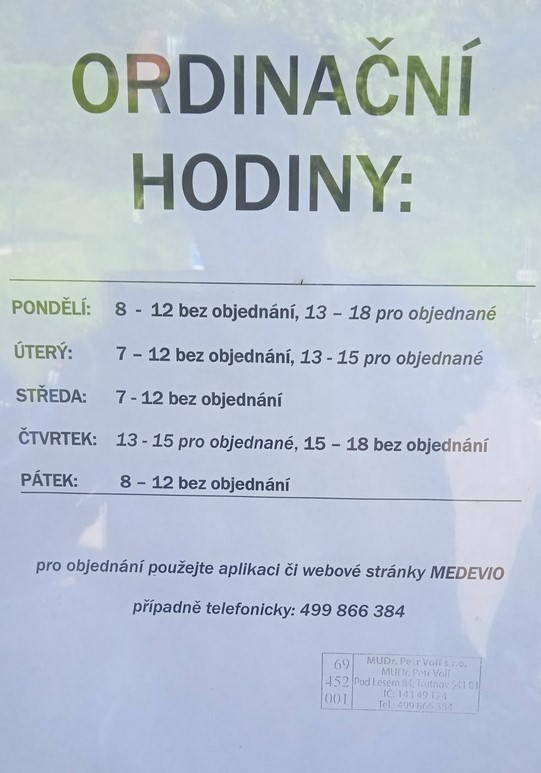 ORDINAČNÍ
HODINY:
PONDĚLÍ: 8 - 12 bez objednání, 13 – 18 pro objednané
ÚTERÝ: 7 – 12 bez objednání, 13 - 15 pro objednané
STŘEDA: 7 - 12 bez objednání
ČTVRTEK: 13 - 15 pro objednané, 15 – 18 bez objednání
PÁTEK: 8 – 12 bez objednání
pro objednání použejte aplikaci či webové stránky MEDEVIO
případně telefonicky: 499 866 384
69
452
001
MUDr. Petr Volf s.r.o.
MUDr. Petr Volf
Pod Lesem 84, Trutnov 541 01
IČ:
Tel.: 499 866 384